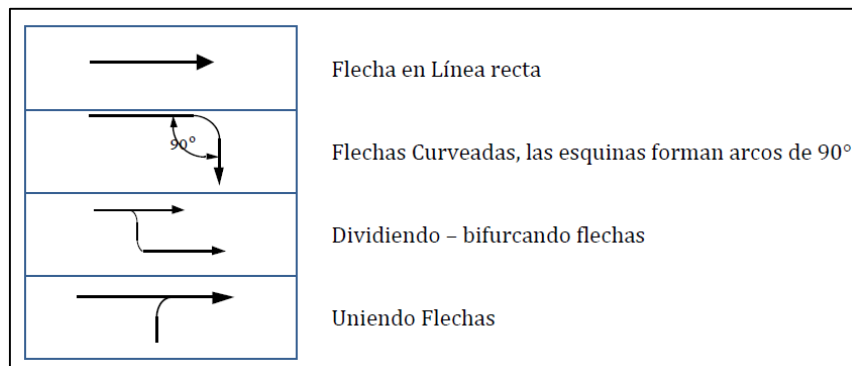 Flecha en Línea recta
90°
Flechas Curveadas, las esquinas forman arcos de 90°
Dividiendo – bifurcando flechas
Uniendo Flechas